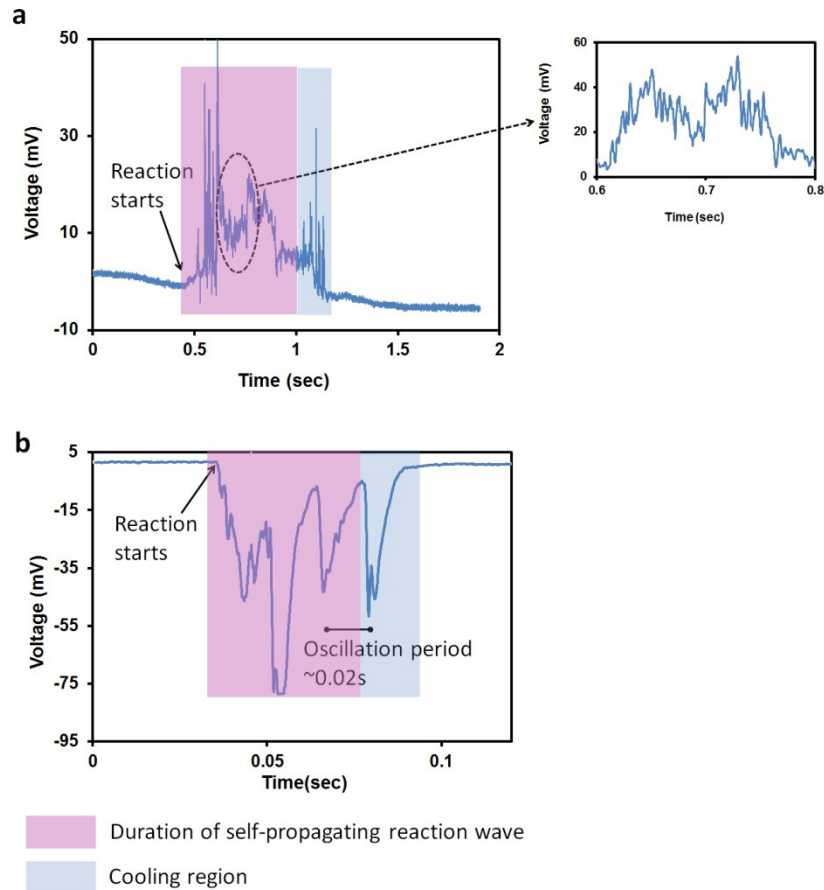 a
50
30
10
-10
Voltage (mV)
Reaction
starts
0
0.5
1
1.5
2
Time (sec)
60
40
20
0
Voltage (mV)
0.6
0.7
0.8
Time (sec)
b
5
-15
-35
-55
-75
-95
Voltage (mV)
Reaction
starts
Oscillation period
~0.02s
0
0.05
0.1
Time(sec)
Duration of self-propagating reaction wave
Cooling region